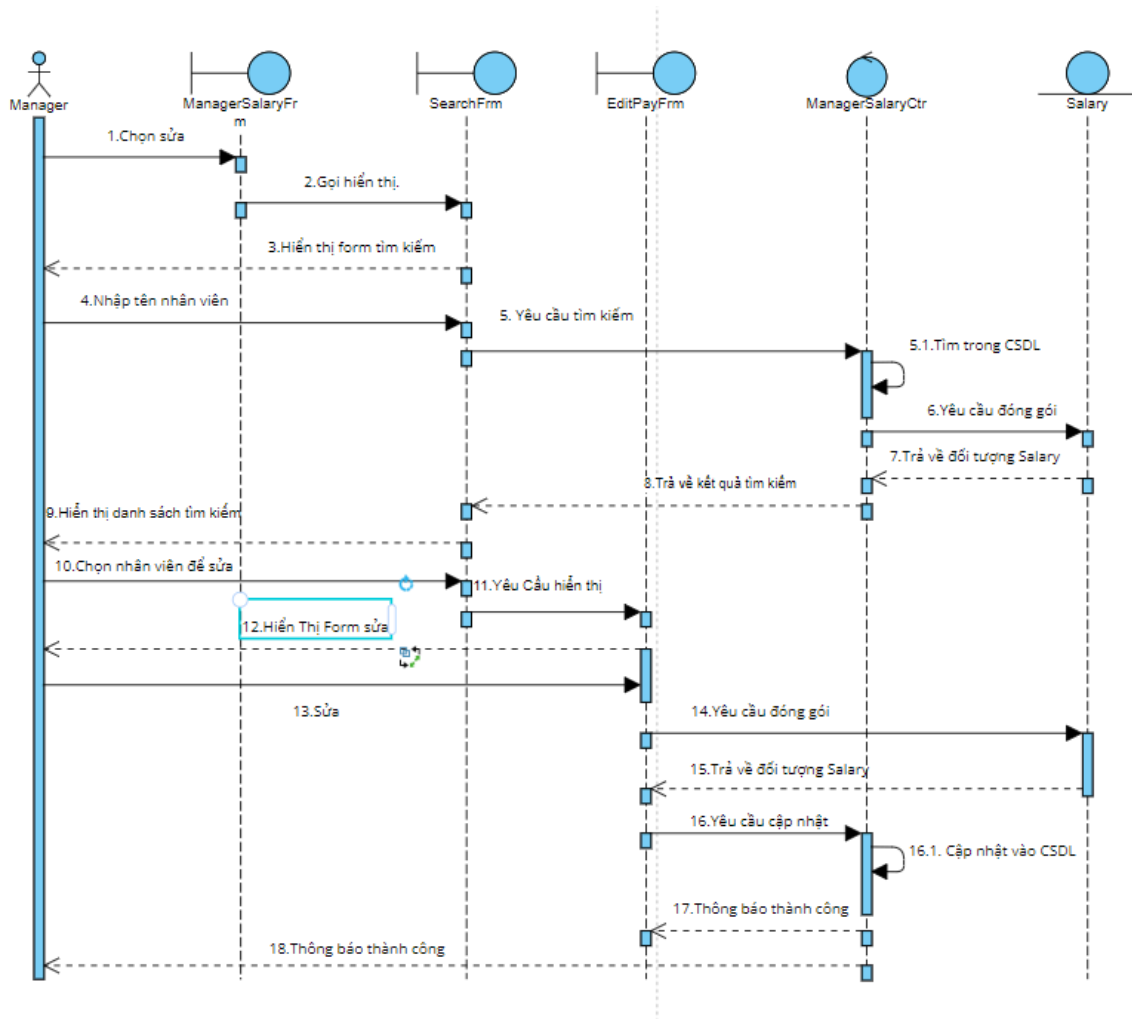 Manager
ManagerSalaryFr
m
SearchFrm
EditPayFrm
ManagerSalaryCtr
Salary
1.Chọn sửa
2.Gọi hiển thị.
3.Hiển thị form tìm kiếm
4.Nhập tên nhân viên
5. Yêu cầu tìm kiếm
5.1.Tìm trong CSDL
6.Yêu cầu đóng gói
7.Trả về đối tượng Salary
8.Trả về kết quả tìm kiếm
9.Hiển thị danh sách tìm kiếm
10.Chọn nhân viên để sửa
11.Yêu Cầu hiển thị
12.Hiển Thị Form sửa
13.Sửa
14.Yêu cầu đóng gói
15.Trả về đối tượng Salary
16.Yêu cầu cập nhật
16.1. Cập nhật vào CSDL
17.Thông báo thành công
18.Thông báo thành công